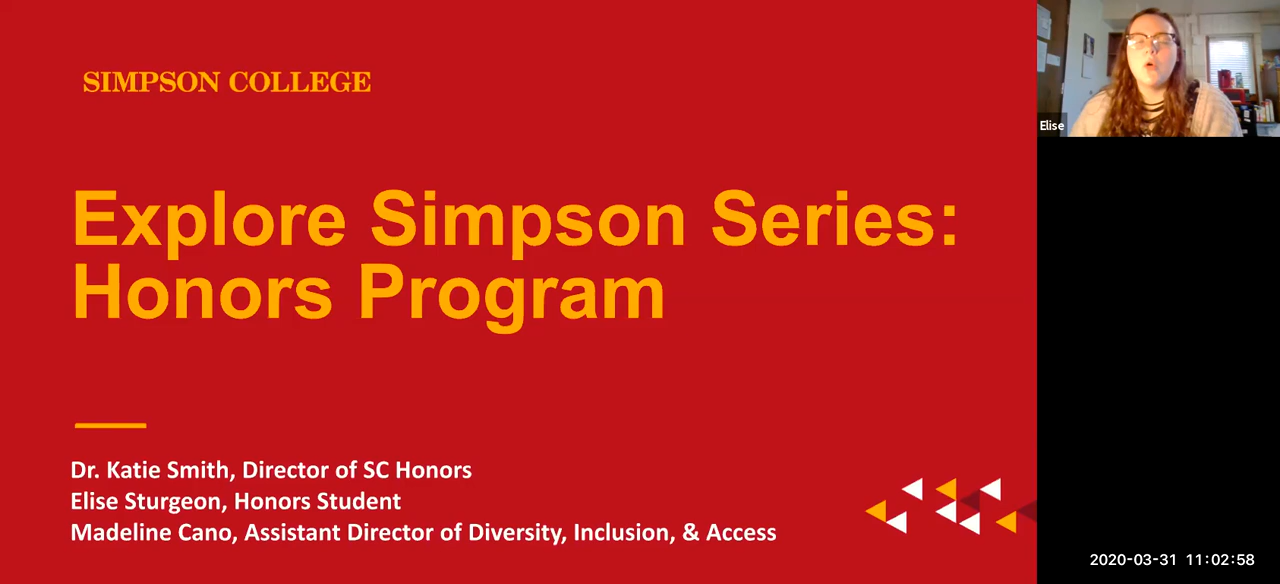 SIMPSON COLLEGE
Explore Simpson Series:
Honors Program
Dr. Katie Smith, Director of SC Honors
Elise Sturgeon, Honors Student
Madeline Cano, Assistant Director of Diversity, Inclusion, & Access
Elise
2020-03-31 11:02:58